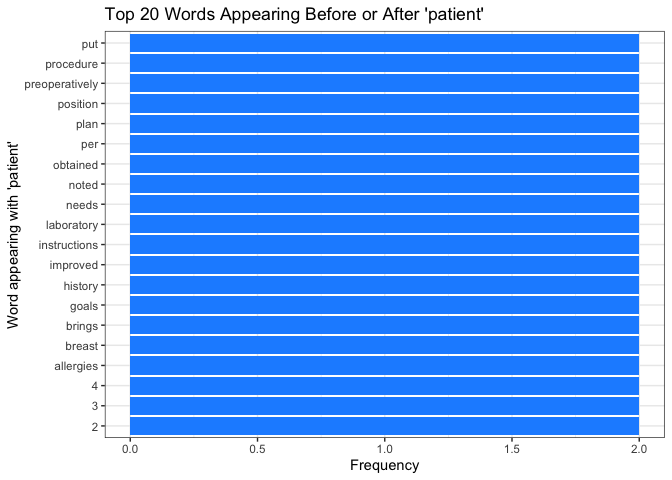 Top 20 Words Appearing Before or After 'patient'
Word appearing with 'patient'
put
procedure
preoperatively
position
plan
per
obtained
noted
needs
laboratory
instructions
improved
history
goals
brings
breast
allergies
4
3
2
0.0 0.5 1.0 1.5 2.0
Frequency